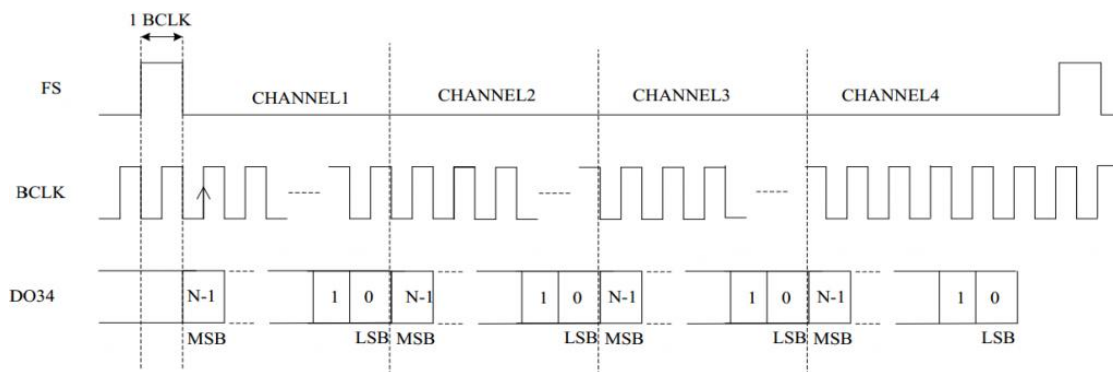 1 BCLK
FS
CHANNEL1 CHANNEL2 CHANNEL3 CHANNEL4
BCLK
DO34 N-1 1 0 N-1 1 0 N-1 1 0 N-1 1 0
MSB LSB MSB LSB MSB LSB MSB LSB